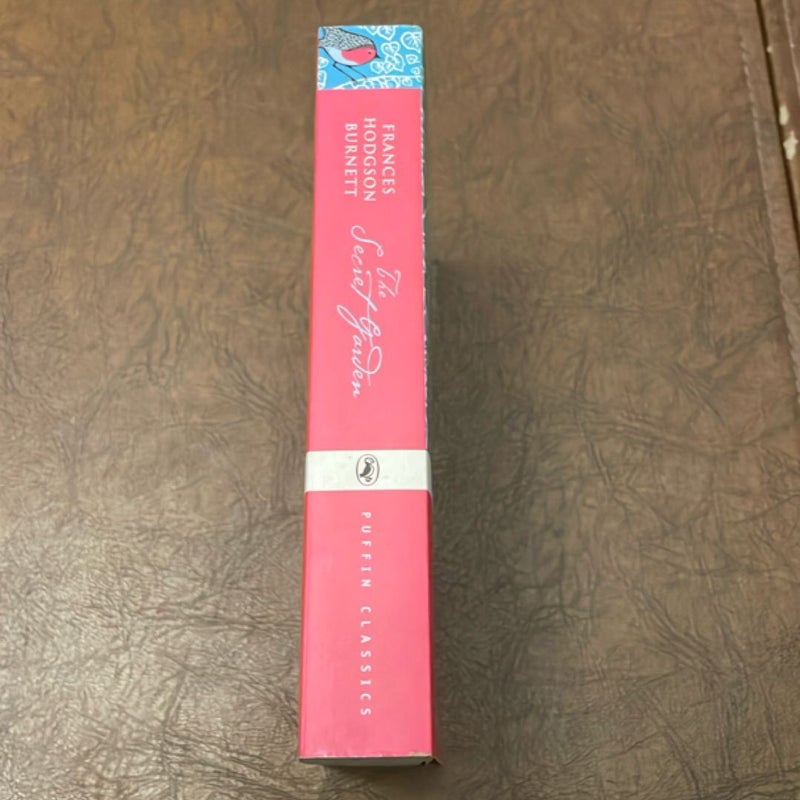 FRANCES
HODGSON
BURNETT
The
Secret Garden
PUFFIN CLASSICS